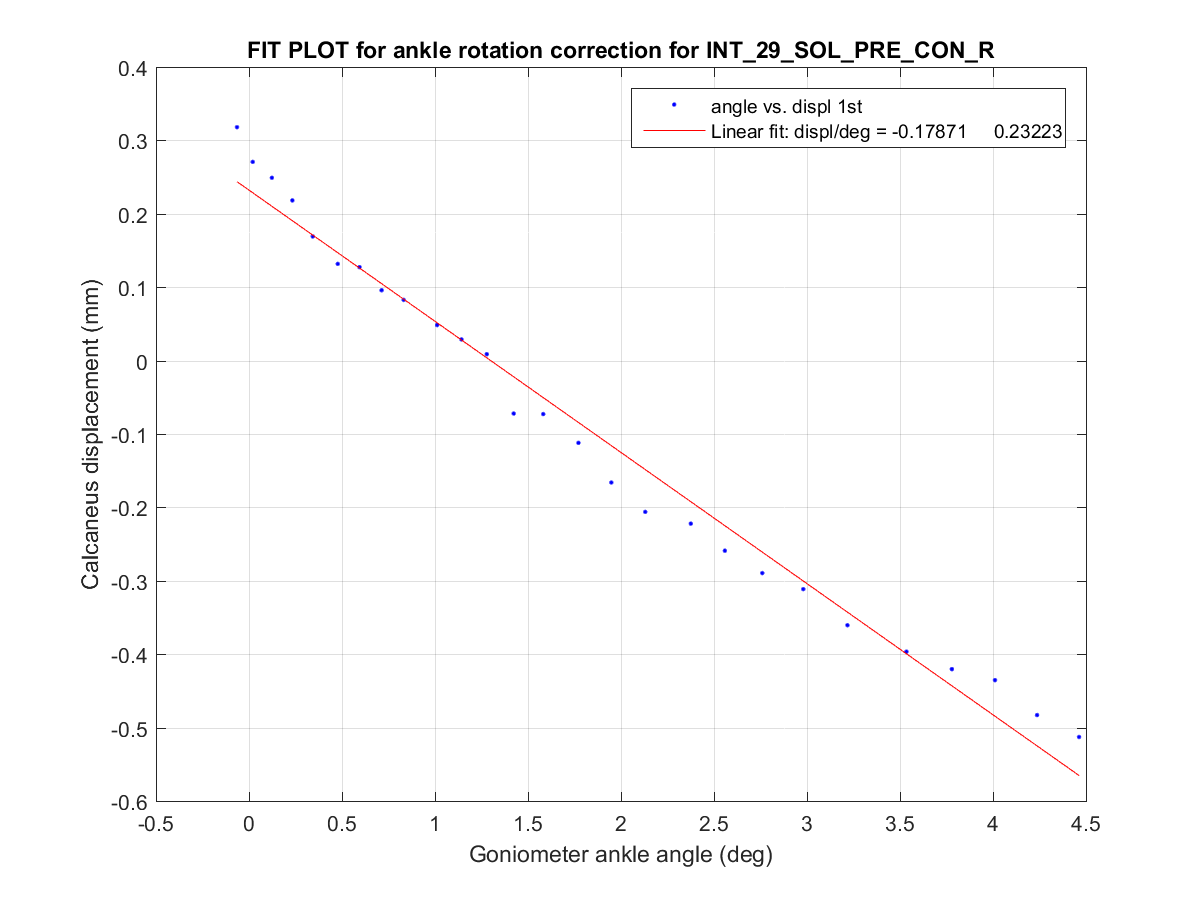 FIT PLOT for ankle rotation correction for INT_29_SOL_PRE_CON_R
angle vs. displ 1st
Linear fit: displ/deg = -0.17871 0.23223
0.4
0.3
0.2
0.1
0
-0.1
-0.2
-0.3
-0.4
-0.5
-0.6
Calcaneus displacement (mm)
-0.5 0 0.5 1 1.5 2 2.5 3 3.5 4 4.5
Goniometer ankle angle (deg)